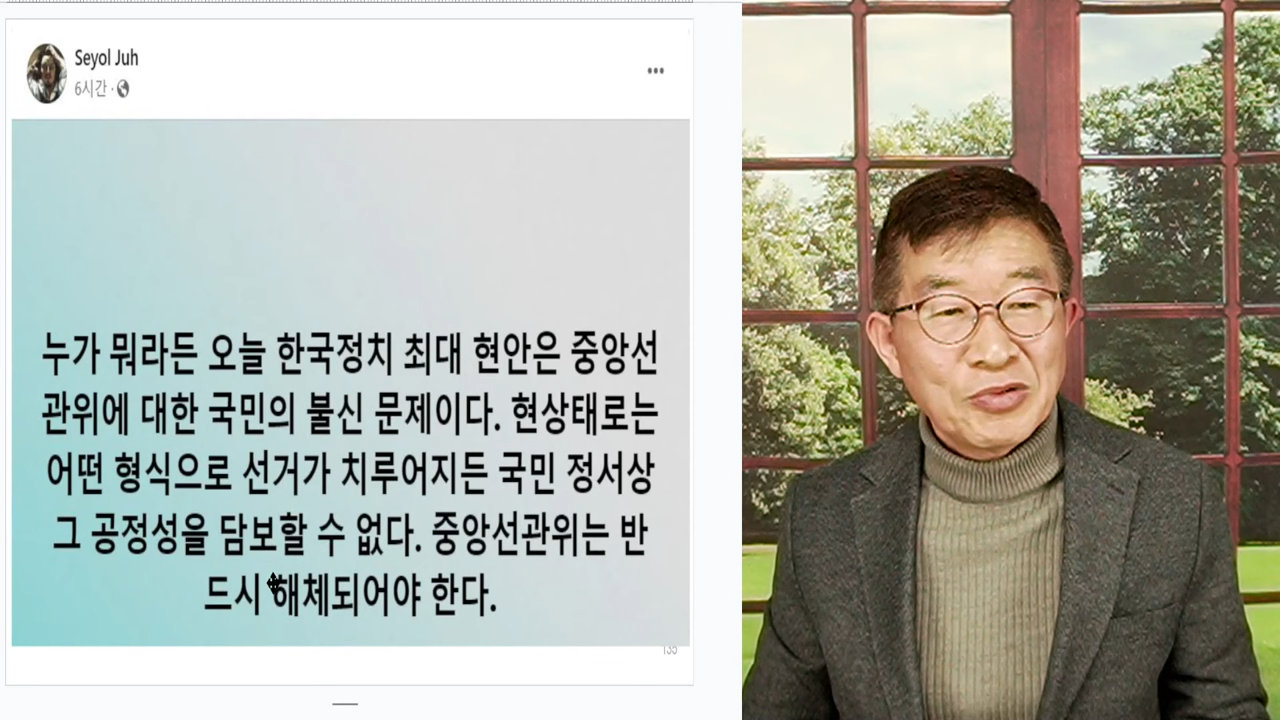 Seyol Juh
6시간 ·
누가 뭐라든 오늘 한국정치 최대 현안은 중앙선
관위에 대한 국민의 불신 문제이다. 현상태로는
어떤 형식으로 선거가 치루어지든 국민 정서상
그 공정성을 담보할 수 없다. 중앙선관위는 반
드시 해체되어야 한다.
135